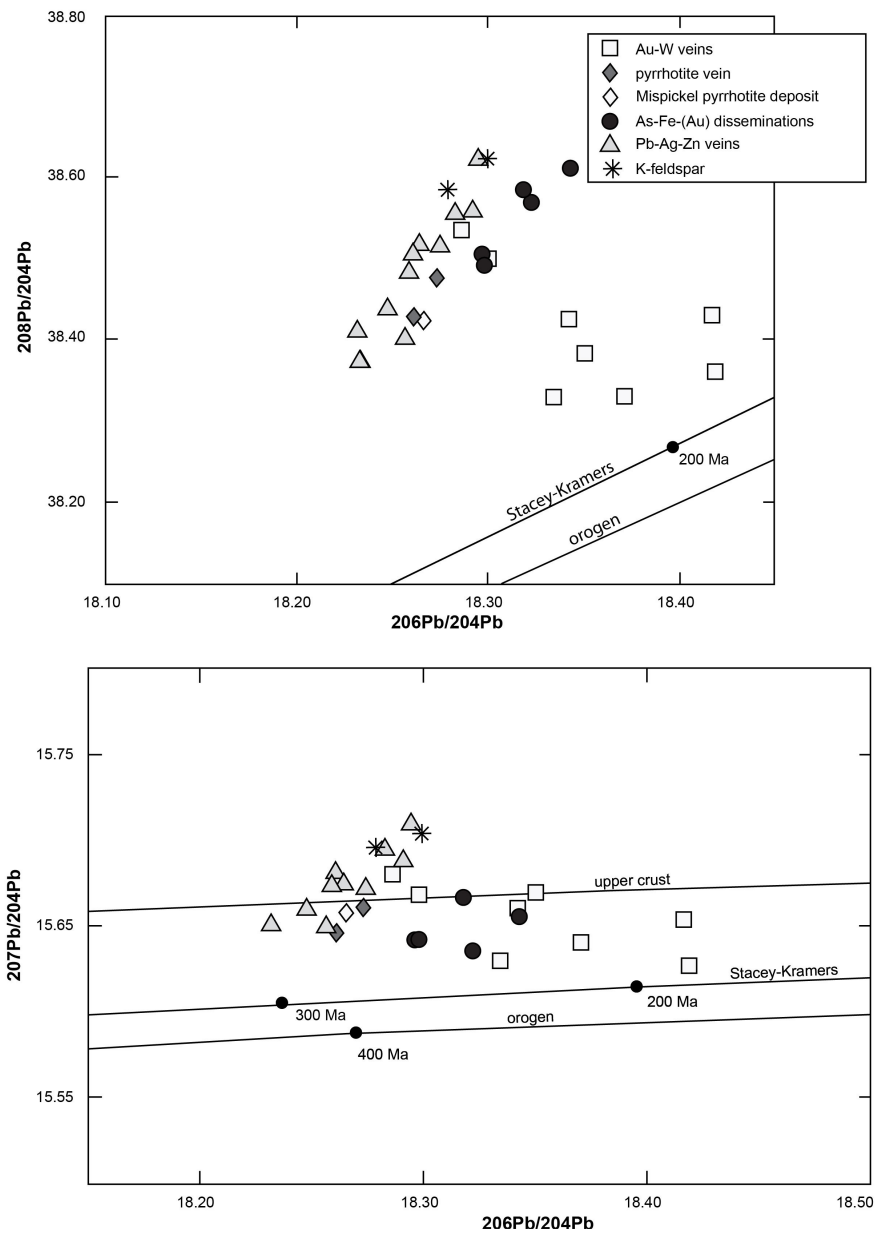 38.80
Au-W veins
pyrrhotite vein
Mispickel pyrrhotite deposit
As-Fe-(Au) disseminations
Pb-Ag-Zn veins
K-feldspar
38.60
208Pb/204Pb
38.40
200 Ma
Stacey-Kramers
38.20
orogen
18.10
18.20
18.30
18.40
206Pb/204Pb
15.75
upper crust
15.65
207Pb/204Pb
Stacey-Kramers
200 Ma
300 Ma
orogen
400 Ma
15.55
18.20
18.30
18.40
18.50
206Pb/204Pb